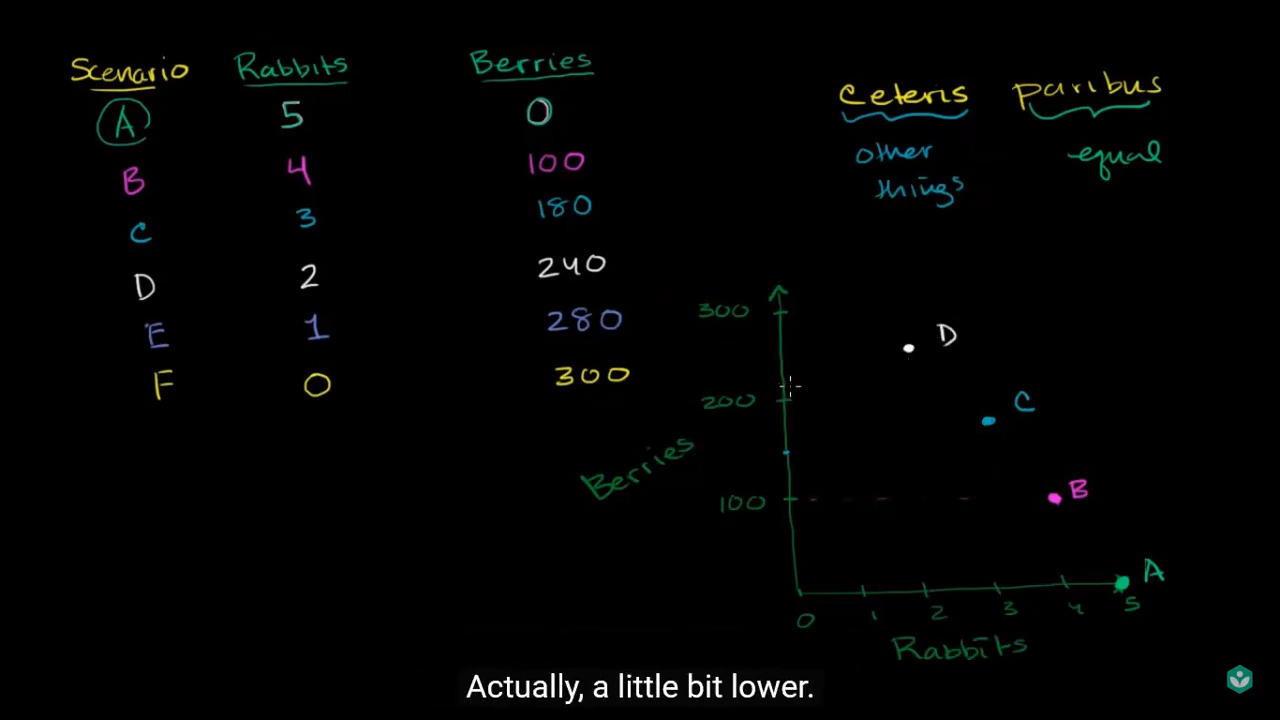 Scenario Rabbits Berries
A 5 0
B 4 100
C 3 180
D 2 240
E 1 280
F 0 300
Ceteris paribus
other equal
things
300
D
200
C
Berries
100
B
A
0 1 2 3 4 5
Rabbits
Actually, a little bit lower.